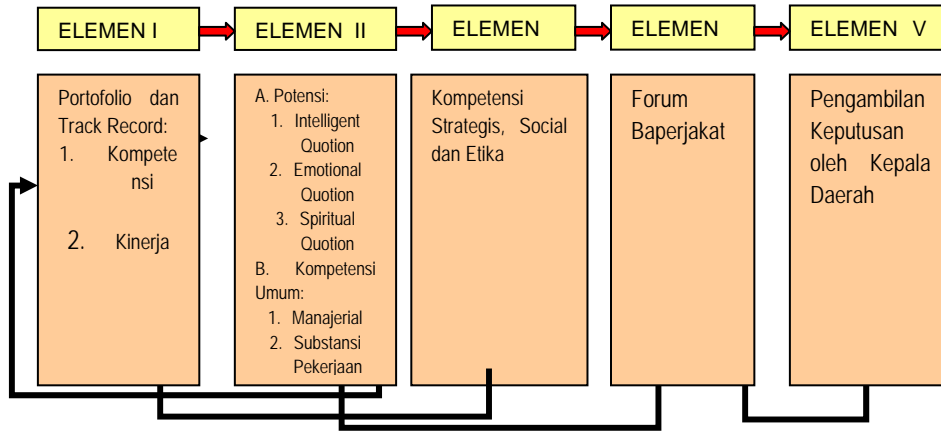 ELEMEN I
ELEMEN II
ELEMEN
ELEMEN
ELEMEN V
Portofolio dan
Track Record:
1. Kompete
nsi
2. Kinerja
A. Potensi:
1. Intelligent
Quotion
2. Emotional
Quotion
3. Spiritual
Quotion
B. Kompetensi
Umum:
1. Manajerial
2. Substansi
Pekerjaan
Kompetensi
Strategis, Social
dan Etika
Forum
Baperjakat
Pengambilan
Keputusan
oleh Kepala
Daerah